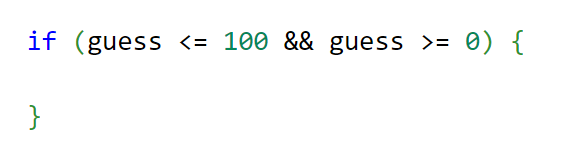 if (guess <= 100 && guess >= 0) {
}